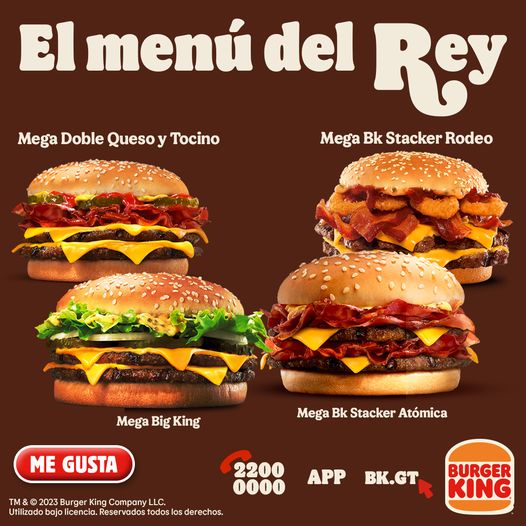 El menú del Rey
Mega Doble Queso y Tocino
Mega Bk Stacker Rodeo
Mega Big King
Mega Bk Stacker Atómica
ME GUSTA
2200
0000
APP
BK.GT
BURGER
KING
TM & © 2023 Burger King Company LLC.
Utilizado bajo licencia. Reservados todos los derechos.